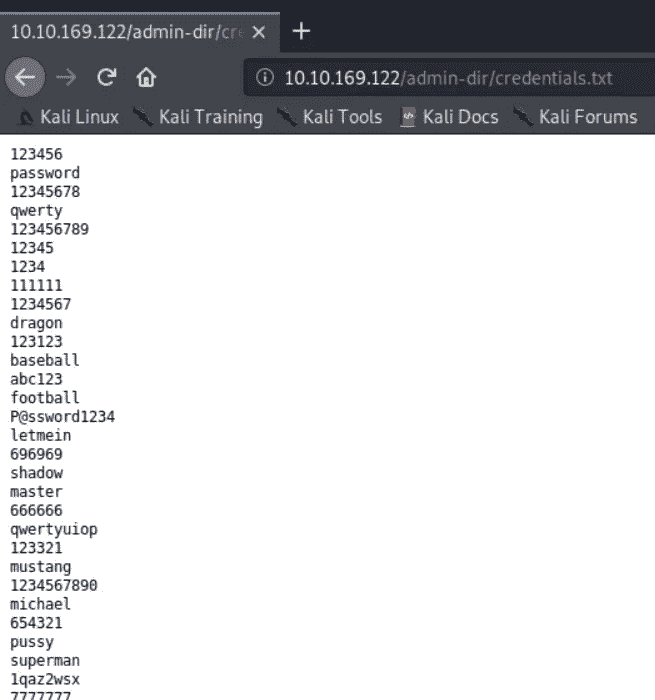 10.10.169.122/admin-dir/cre
10.10.169.122/admin-dir/credentials.txt
Kali Linux Kali Training Kali Tools Kali Docs Kali Forums
123456
password
12345678
qwerty
123456789
12345
1234
111111
1234567
dragon
123123
baseball
abc123
football
P@ssword1234
letmein
696969
shadow
master
666666
qwertyuiop
123321
mustang
1234567890
michael
654321
pussy
superman
1qaz2wsx
7777777